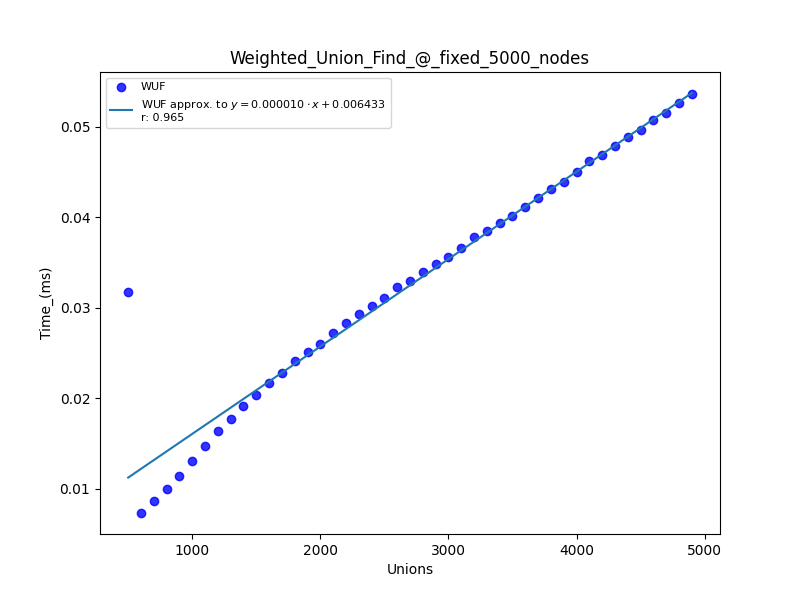 Weighted_Union_Find_@_fixed_5000_nodes
WUF
WUF approx. to y = 0.000010 · x + 0.006433
r: 0.965
0.05
0.04
0.03
0.02
0.01
Time_(ms)
1000 2000 3000 4000 5000
Unions